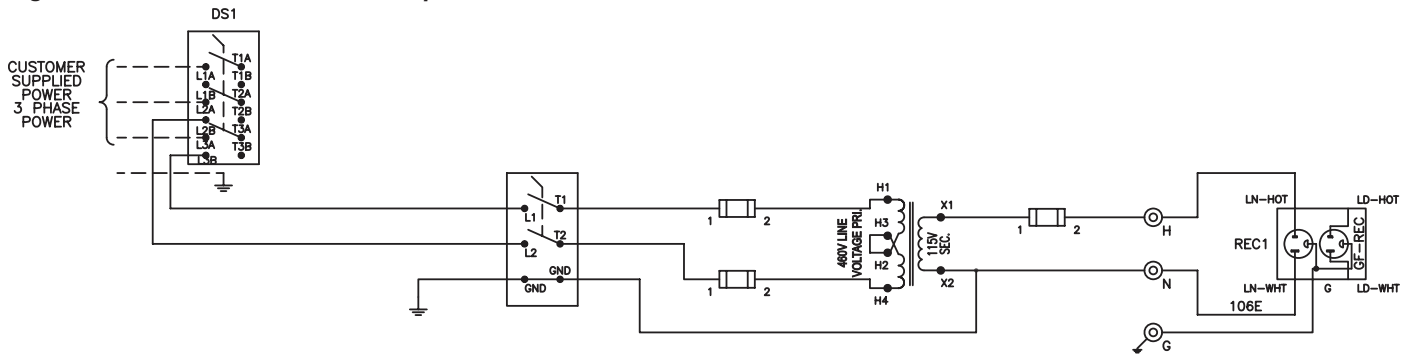 DS1
CUSTOMER
SUPPLIED
POWER
3 PHASE
POWER
T1A
L1A
T1B
L1B
T2A
L2A
T2B
L2B
T3A
L3A
T3B
L3B
T1
L1
T2
L2
GND
GND
1
2
1
2
H1
H3
H2
H4
460V LINE
VOLTAGE PRI.
X1
115V
SEC.
X2
1
2
H
N
G
LN-HOT
LD-HOT
REC1
GF-REC
LN-WHT
G
LD-WHT
106E